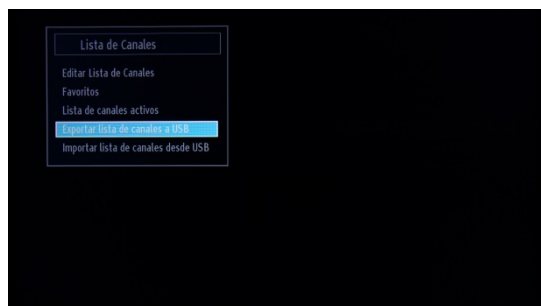 Lista de Canales
Editar Lista de Canales
Favoritos
Lista de canales activos
Exportar lista de canales a USB
Importar lista de canales desde USB